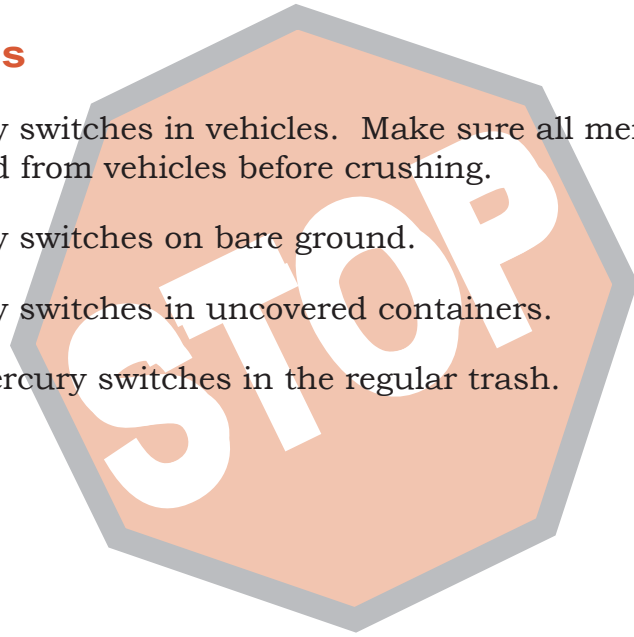 s
y switches in vehicles.  Make sure all mer
d from vehicles before crushing.
y switches on bare ground.
y switches in uncovered containers.
ercury switches in the regular trash.
STOP